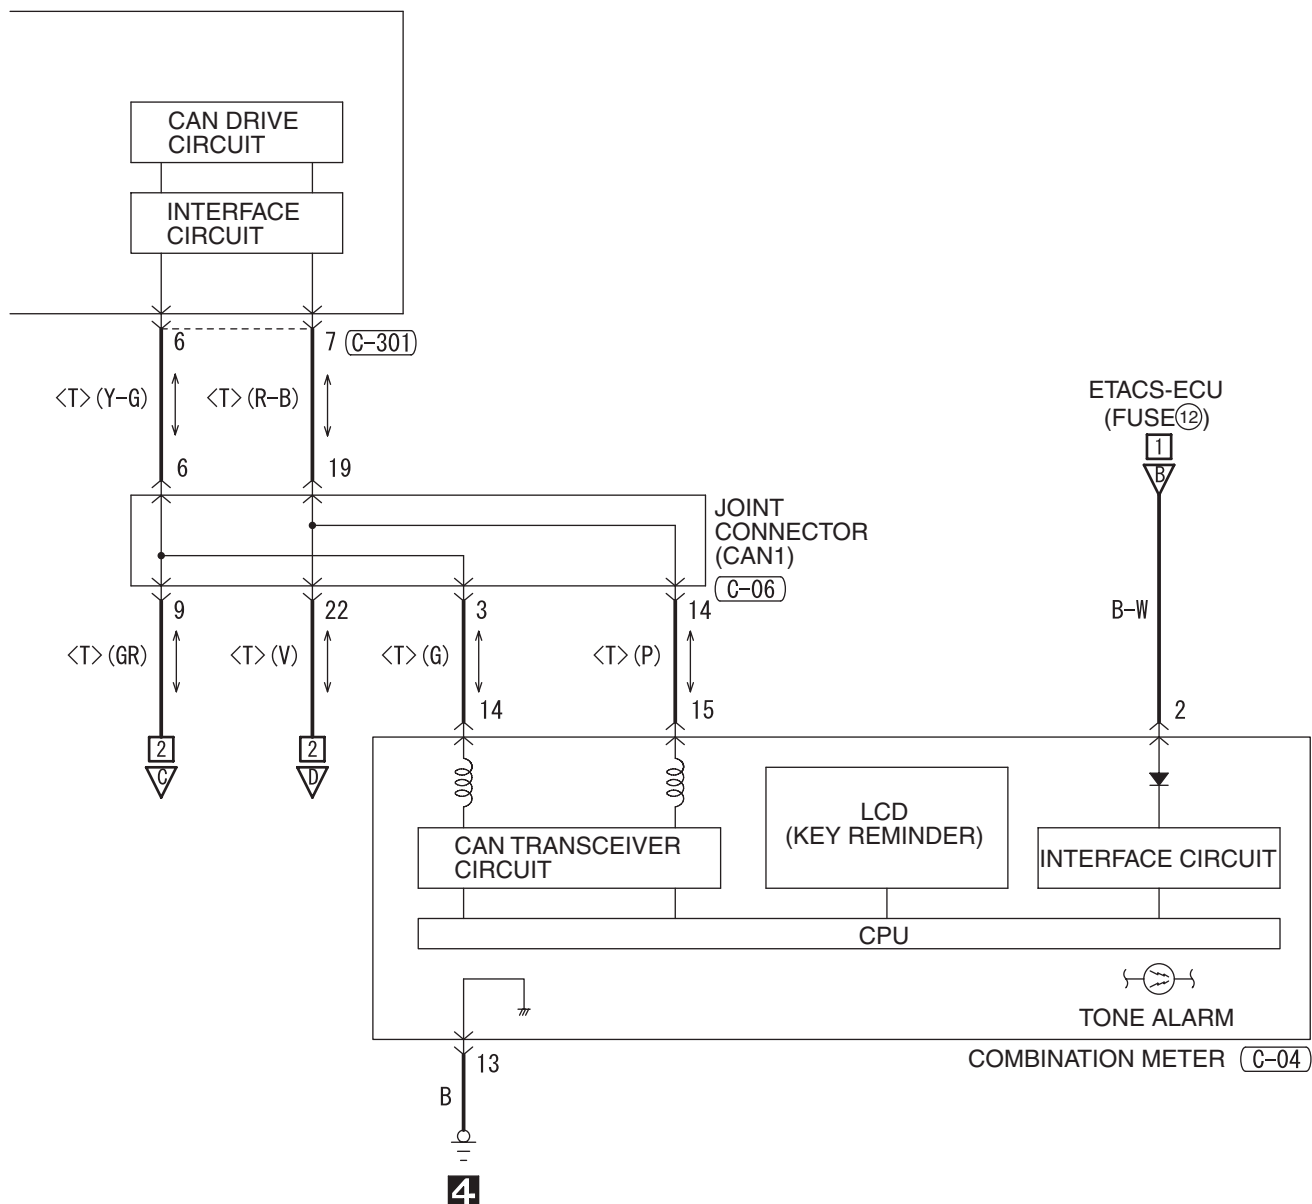 CAN DRIVE
CIRCUIT
INTERFACE
CIRCUIT
6
7 (C-301)
<T>(Y-G)
<T>(R-B)
ETACS-ECU
(FUSE⑫)
1
B
6
19
JOINT
CONNECTOR
(CAN1)
C-06
9
22
3
14
B-W
<T>(GR)
<T>(V)
<T>(G)
<T>(P)
14
15
2
2
2
C
D
LCD
(KEY REMINDER)
CAN TRANSCEIVER
CIRCUIT
INTERFACE CIRCUIT
CPU
TONE ALARM
COMBINATION METER C-04
13
B
4